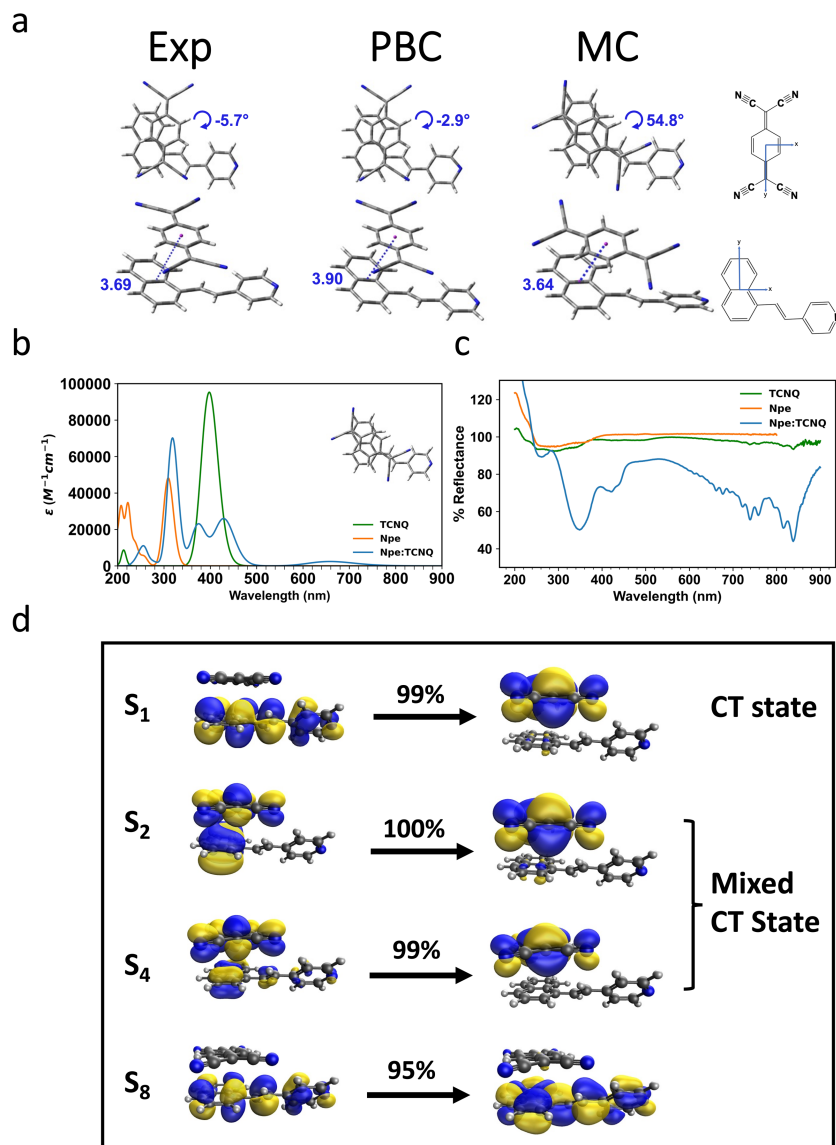 a
Exp PBC MC
-5.7° -2.9° 54.8°
3.69 3.90 3.64
N N
x
y
N N
y
x
b
ε (M⁻¹cm⁻¹)
100000
80000
60000
40000
20000
0
TCNQ
Npe
Npe:TCNQ
200 300 400 500 600 700 800 900
Wavelength (nm)
c
% Reflectance
120
100
80
60
40
TCNQ
Npe
Npe:TCNQ
200 300 400 500 600 700 800 900
Wavelength (nm)
d
S₁ 99% CT state
S₂ 100%
Mixed
CT State
S₄ 99%
S₈ 95%